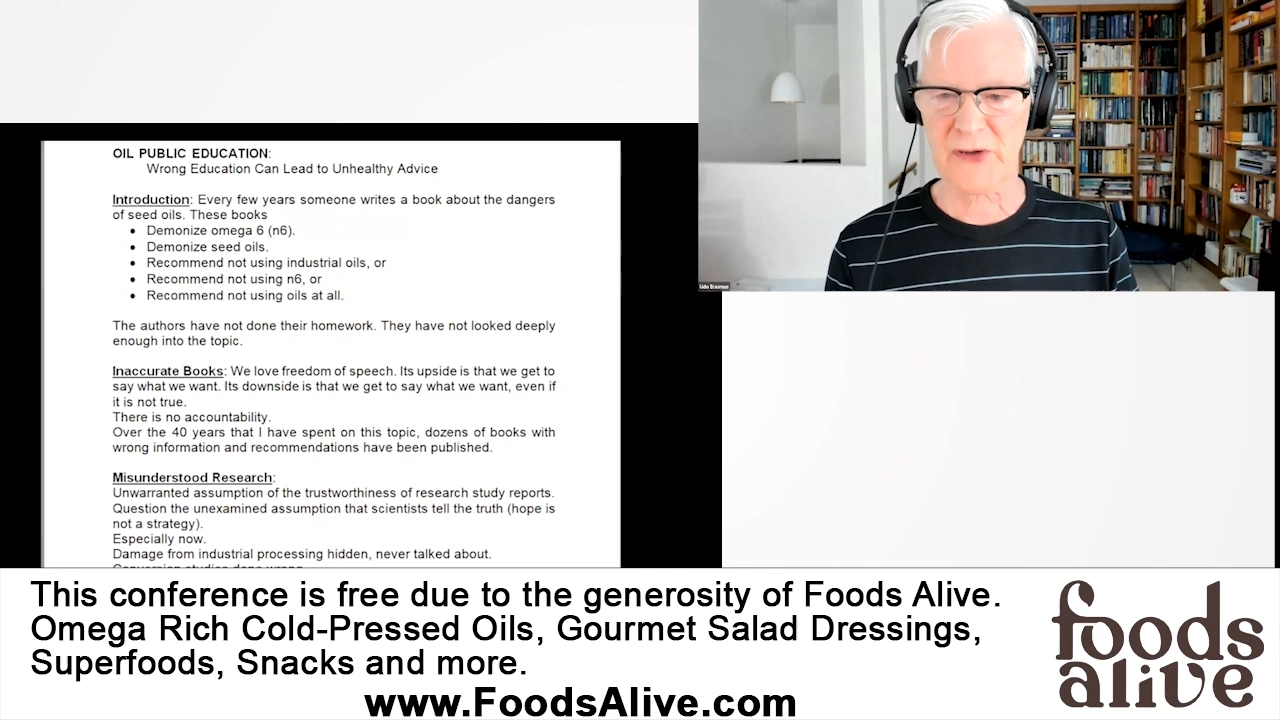 OIL PUBLIC EDUCATION:
Wrong Education Can Lead to Unhealthy Advice
Introduction: Every few years someone writes a book about the dangers
of seed oils. These books
• Demonize omega 6 (n6).
• Demonize seed oils.
• Recommend not using industrial oils, or
• Recommend not using n6, or
• Recommend not using oils at all.
The authors have not done their homework. They have not looked deeply
enough into the topic.
Inaccurate Books: We love freedom of speech. Its upside is that we get to
say what we want. Its downside is that we get to say what we want, even if
it is not true.
There is no accountability.
Over the 40 years that I have spent on this topic, dozens of books with
wrong information and recommendations have been published.
Misunderstood Research:
Unwarranted assumption of the trustworthiness of research study reports.
Question the unexamined assumption that scientists tell the truth (hope is
not a strategy).
Especially now.
Damage from industrial processing hidden, never talked about.
Conversion studies done wrong
Udo Erasmus
This conference is free due to the generosity of Foods Alive.
Omega Rich Cold-Pressed Oils, Gourmet Salad Dressings,
Superfoods, Snacks and more.
www.FoodsAlive.com
foods
alive